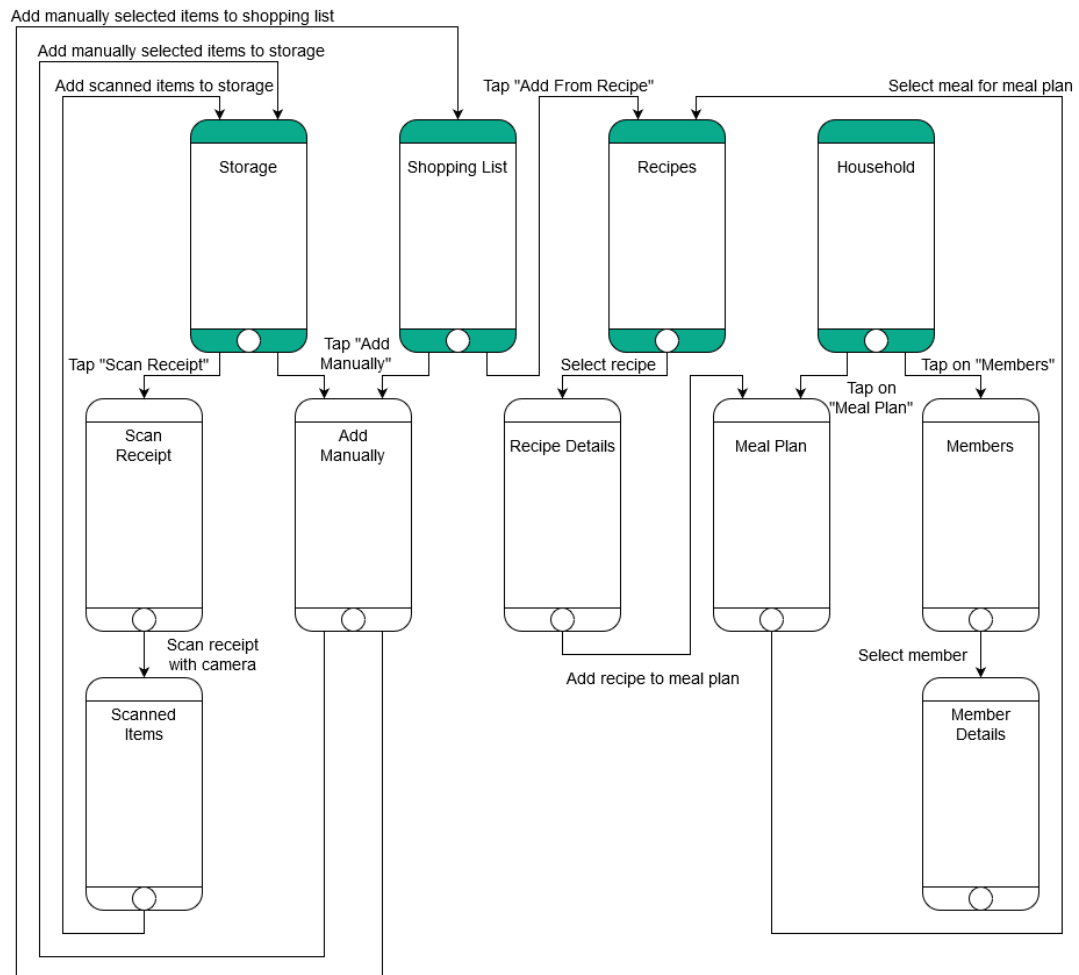 Add manually selected items to shopping list
Add manually selected items to storage
Add scanned items to storage
Tap "Add From Recipe"
Select meal for meal plan
Storage
Shopping List
Recipes
Household
Tap "Scan Receipt"
Tap "Add
Manually"
Select recipe
Tap on
"Meal Plan"
Tap on "Members"
Scan
Receipt
Add
Manually
Recipe Details
Meal Plan
Members
Scan receipt
with camera
Add recipe to meal plan
Select member
Scanned
Items
Member
Details